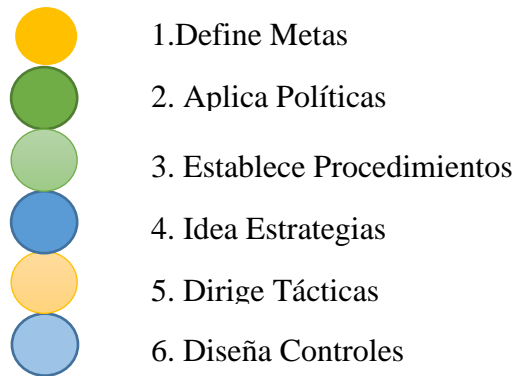 1.Define Metas
2. Aplica Políticas
3. Establece Procedimientos
4. Idea Estrategias
5. Dirige Tácticas
6. Diseña Controles